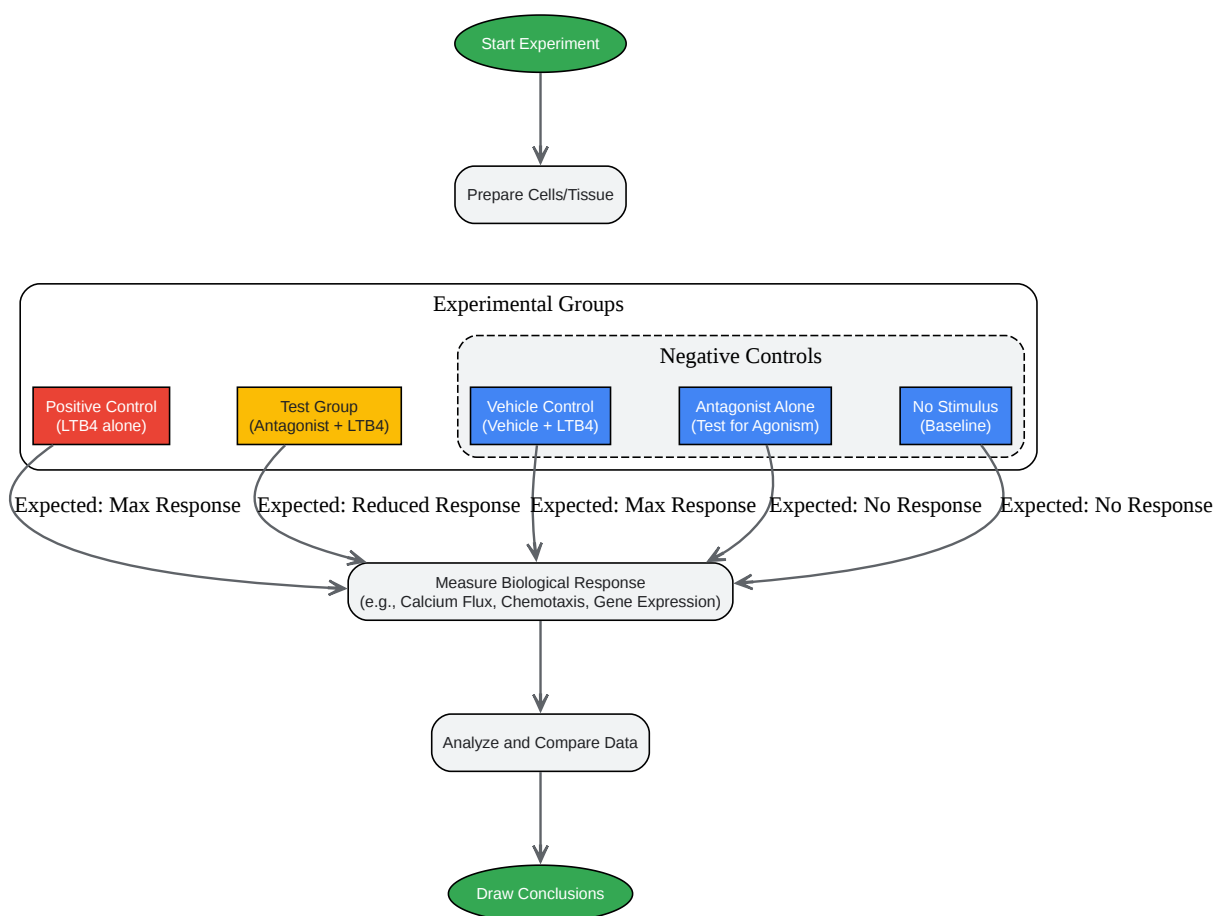 Start Experiment
Prepare Cells/Tissue
Experimental Groups
Negative Controls
Positive Control
(LTB4 alone)
Test Group
(Antagonist + LTB4)
Vehicle Control
(Vehicle + LTB4)
Antagonist Alone
(Test for Agonism)
No Stimulus
(Baseline)
Expected: Max Response
Expected: Reduced Response
Expected: Max Response
Expected: No Response
Expected: No Response
Measure Biological Response
(e.g., Calcium Flux, Chemotaxis, Gene Expression)
Analyze and Compare Data
Draw Conclusions